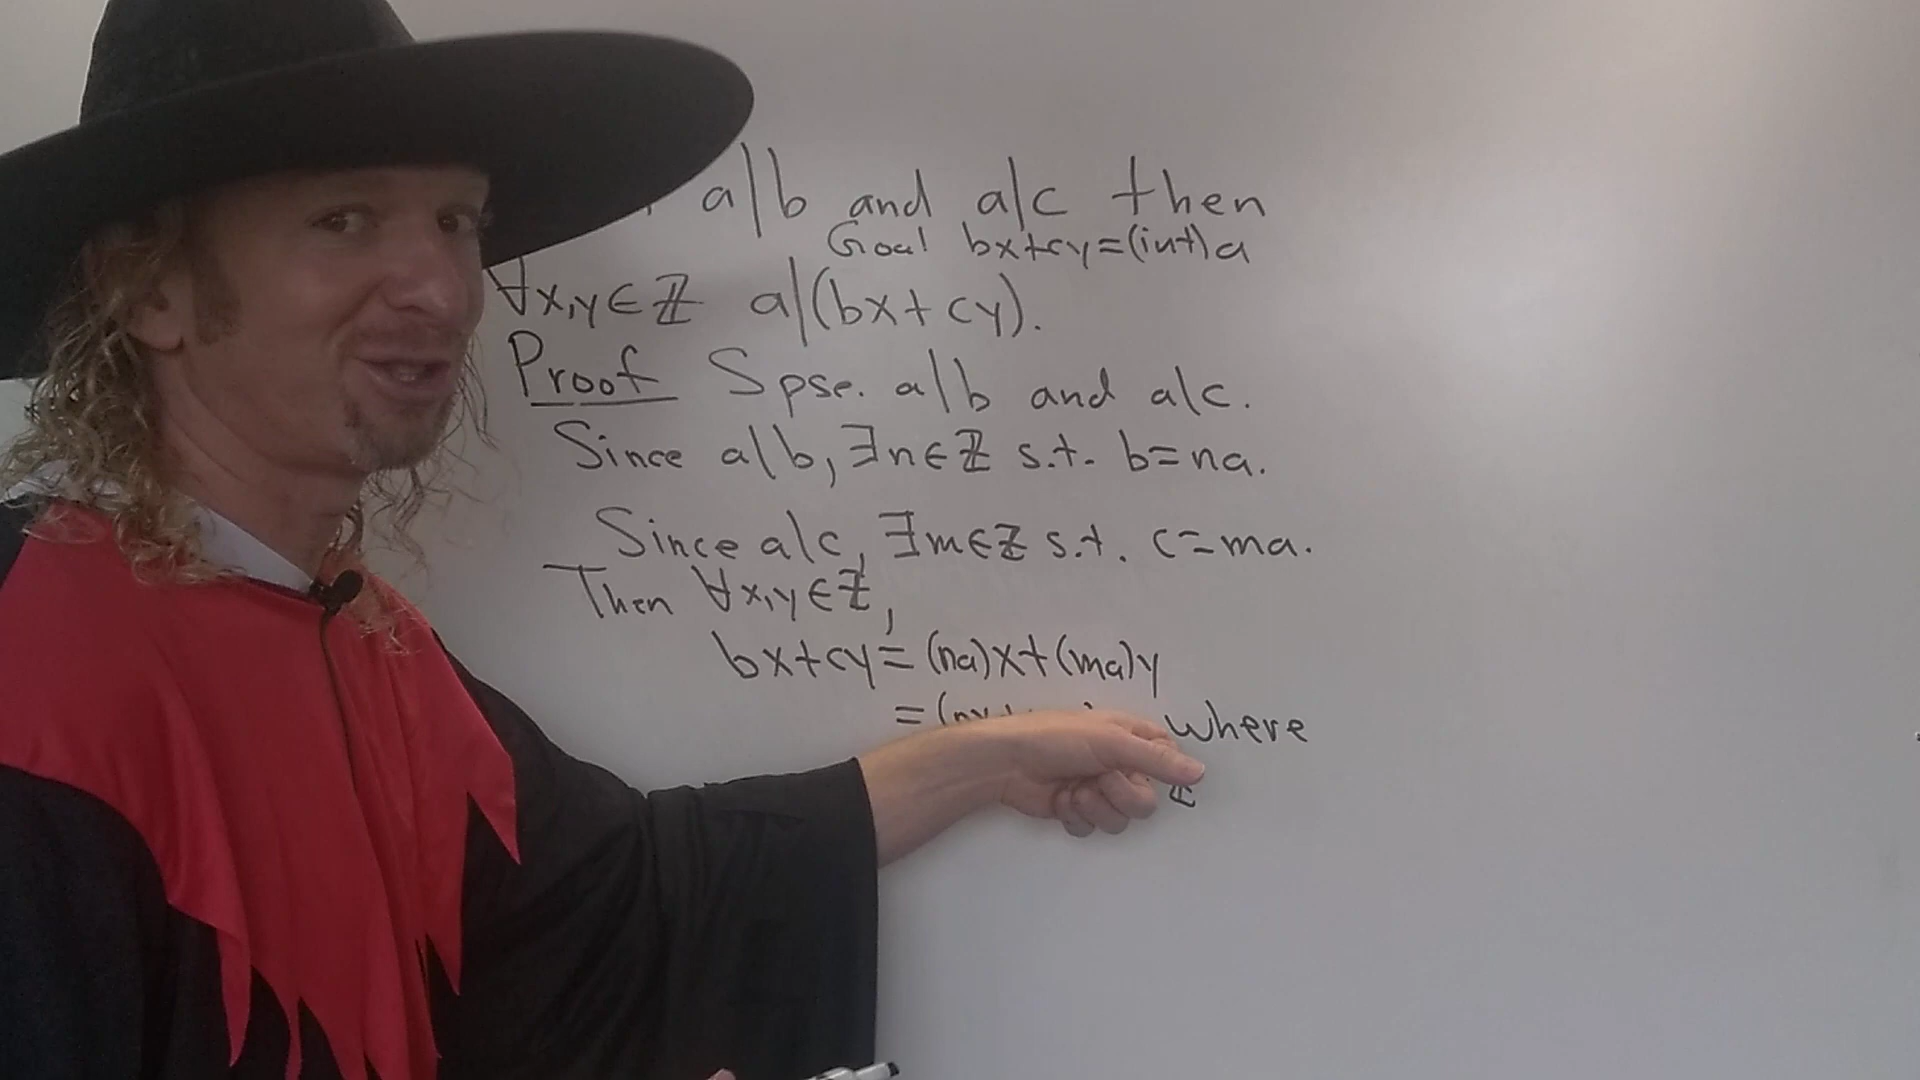 a|b and a|c then
Goal bx+cy=(int)a
∀x,y∈ℤ a|(bx+cy).
Proof Spse. a|b and a|c.
Since a|b, ∃n∈ℤ s.t. b=na.
Since a|c, ∃m∈ℤ s.t. c=ma.
Then ∀x,y∈ℤ,
bx+cy=(na)x+(ma)y
=(nx+ where